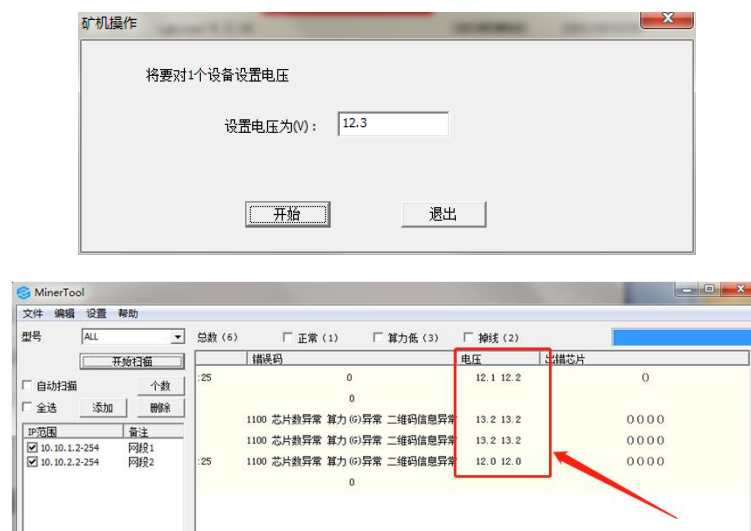 矿机操作
将要对1个设备设置电压
设置电压为(V)： 12.3
开始 退出
MinerTool
文件 编辑 设置 帮助
型号 ALL 总数（6） 正常（1） 算力低（3） 掉线（2）
开始扫描
错误码 电压 出错芯片
自动扫描 个数
全选 添加 删除
IP范围 备注
10.10.1.2-254 网段1
10.10.2.2-254 网段2
:25 0 12.1 12.2 0
0
1100 芯片数异常 算力(G)异常 二维码信息异常 13.2 13.2 0 0 0 0
1100 芯片数异常 算力(G)异常 二维码信息异常 13.2 13.2 0 0 0 0
:25 1100 芯片数异常 算力(G)异常 二维码信息异常 12.0 12.0 0 0 0 0
0